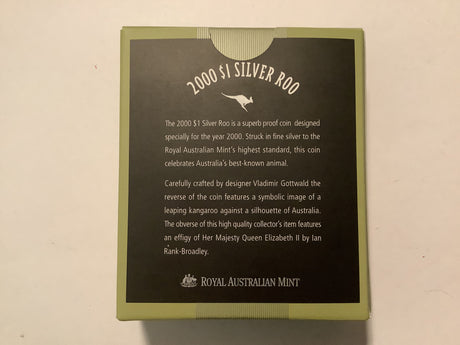 2000 $1 SILVER ROO
The 2000 $1 Silver Roo is a superb proof coin designed
specially for the year 2000. Struck in fine silver to the
Royal Australian Mint's highest standard, this coin
celebrates Australia's best-known animal.
Carefully crafted by designer Vladimir Gottwald the
reverse of the coin features a symbolic image of a
leaping kangaroo against a silhouette of Australia.
The obverse of this high quality collector's item features
an effigy of Her Majesty Queen Elizabeth II by Ian
Rank-Broadley.
ROYAL AUSTRALIAN MINT